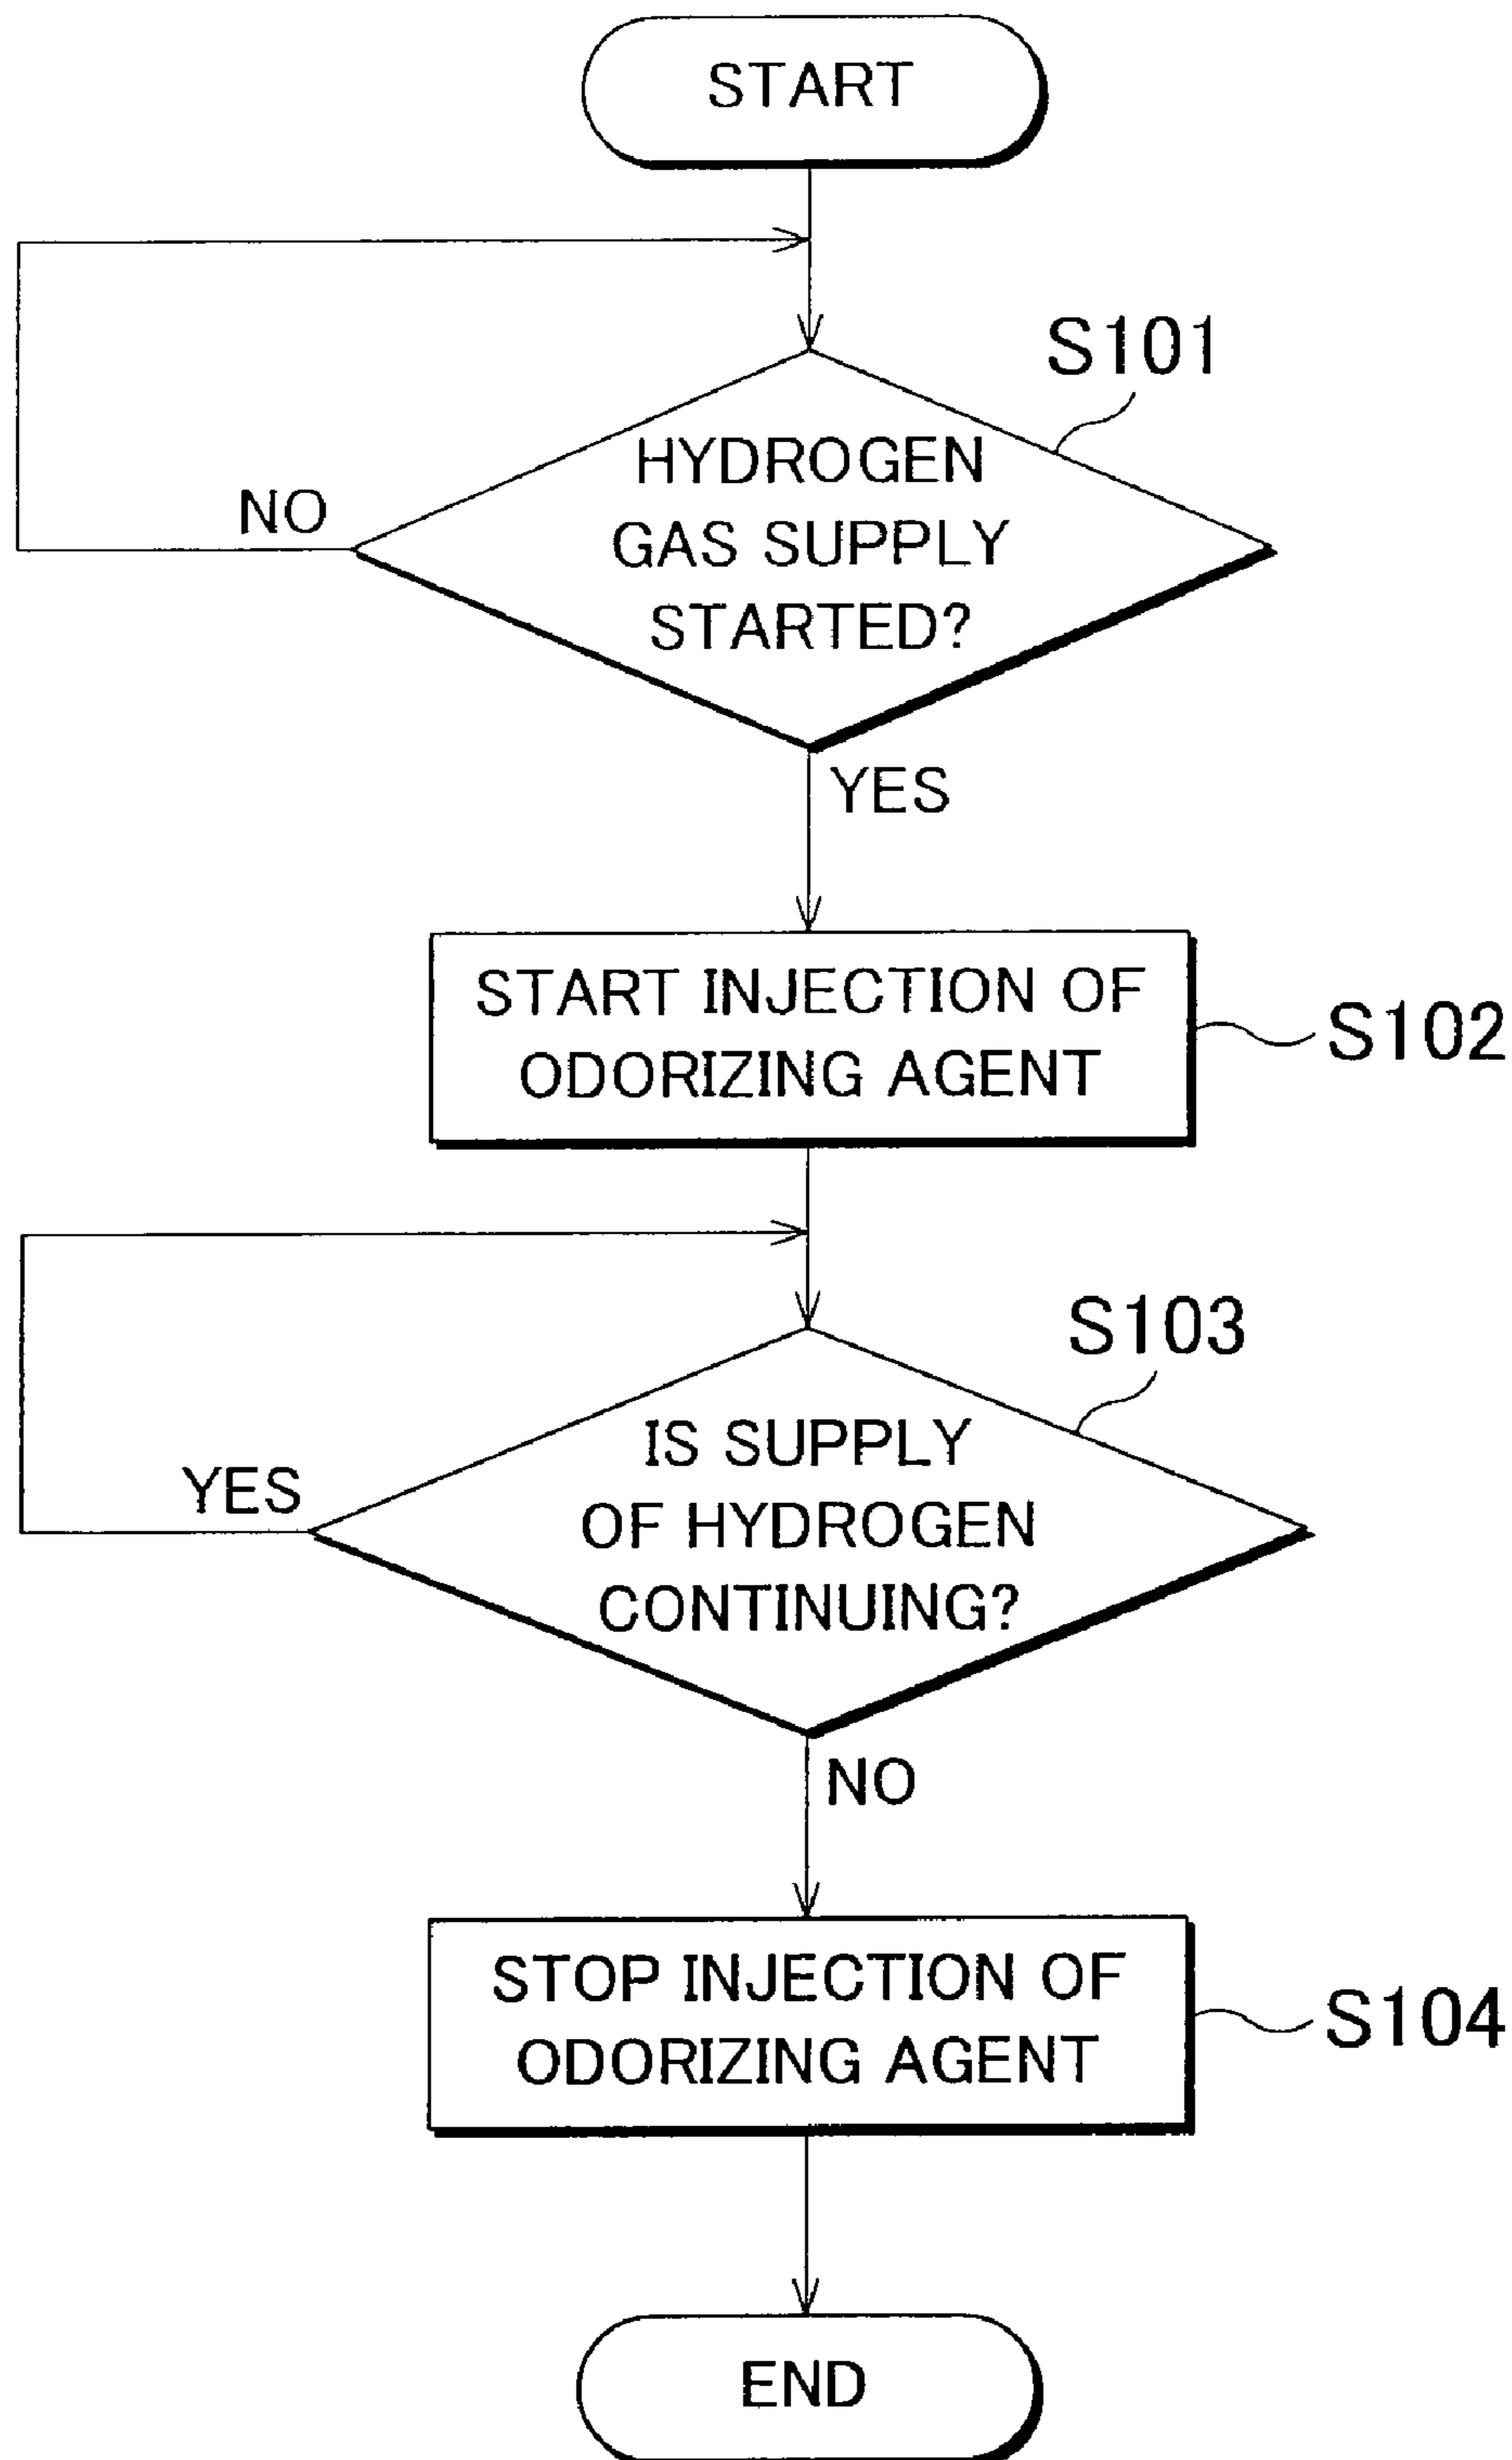 START
S101
HYDROGEN
GAS SUPPLY
STARTED?
NO
YES
START INJECTION OF
ODORIZING AGENT
S102
S103
IS SUPPLY
OF HYDROGEN
CONTINUING?
YES
NO
STOP INJECTION OF
ODORIZING AGENT
S104
END